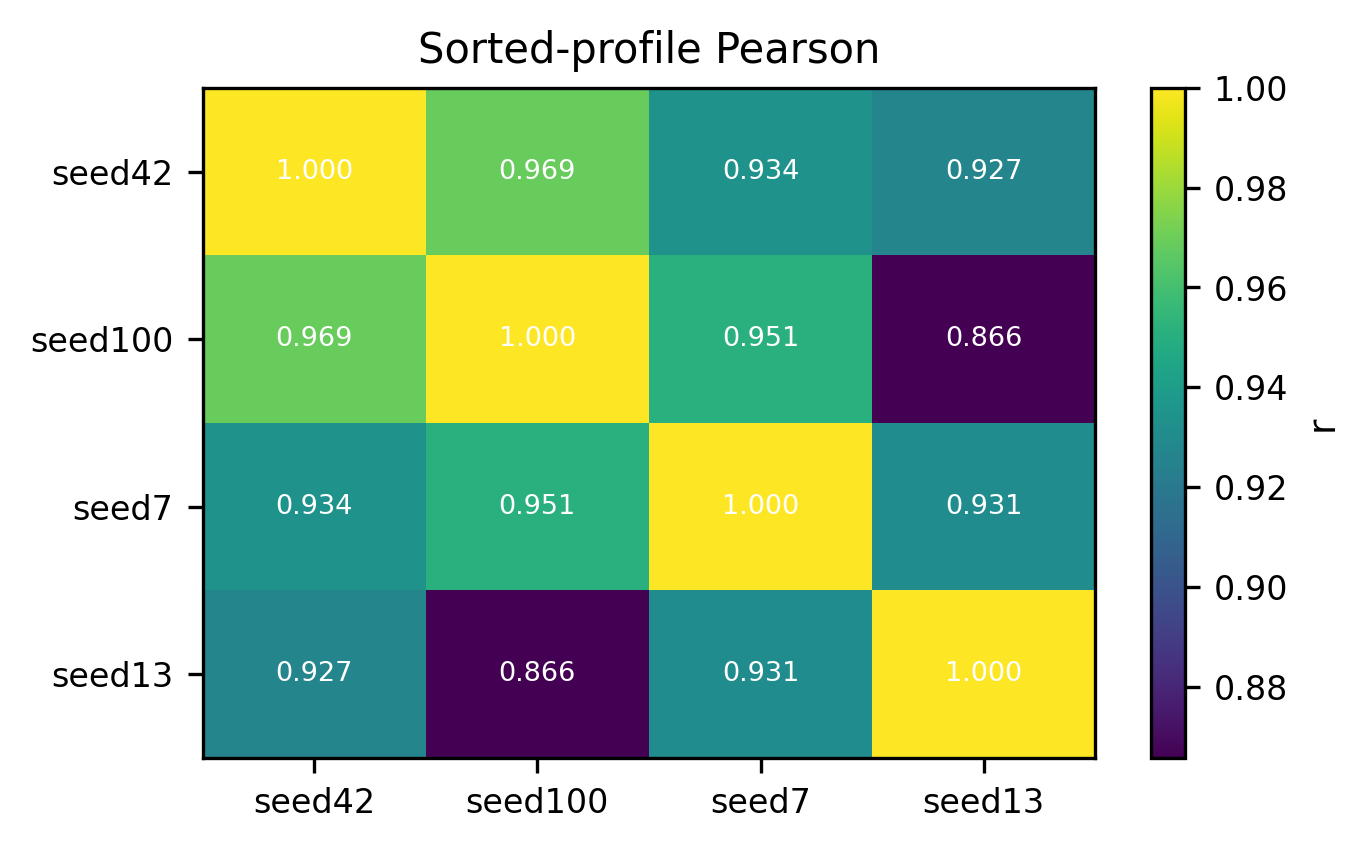 Sorted-profile Pearson
1.00
seed42 1.000 0.969 0.934 0.927
0.98
0.96
seed100 0.969 1.000 0.951 0.866
0.94
r
0.92
seed7 0.934 0.951 1.000 0.931
0.90
seed13 0.927 0.866 0.931 1.000
0.88
seed42 seed100 seed7 seed13